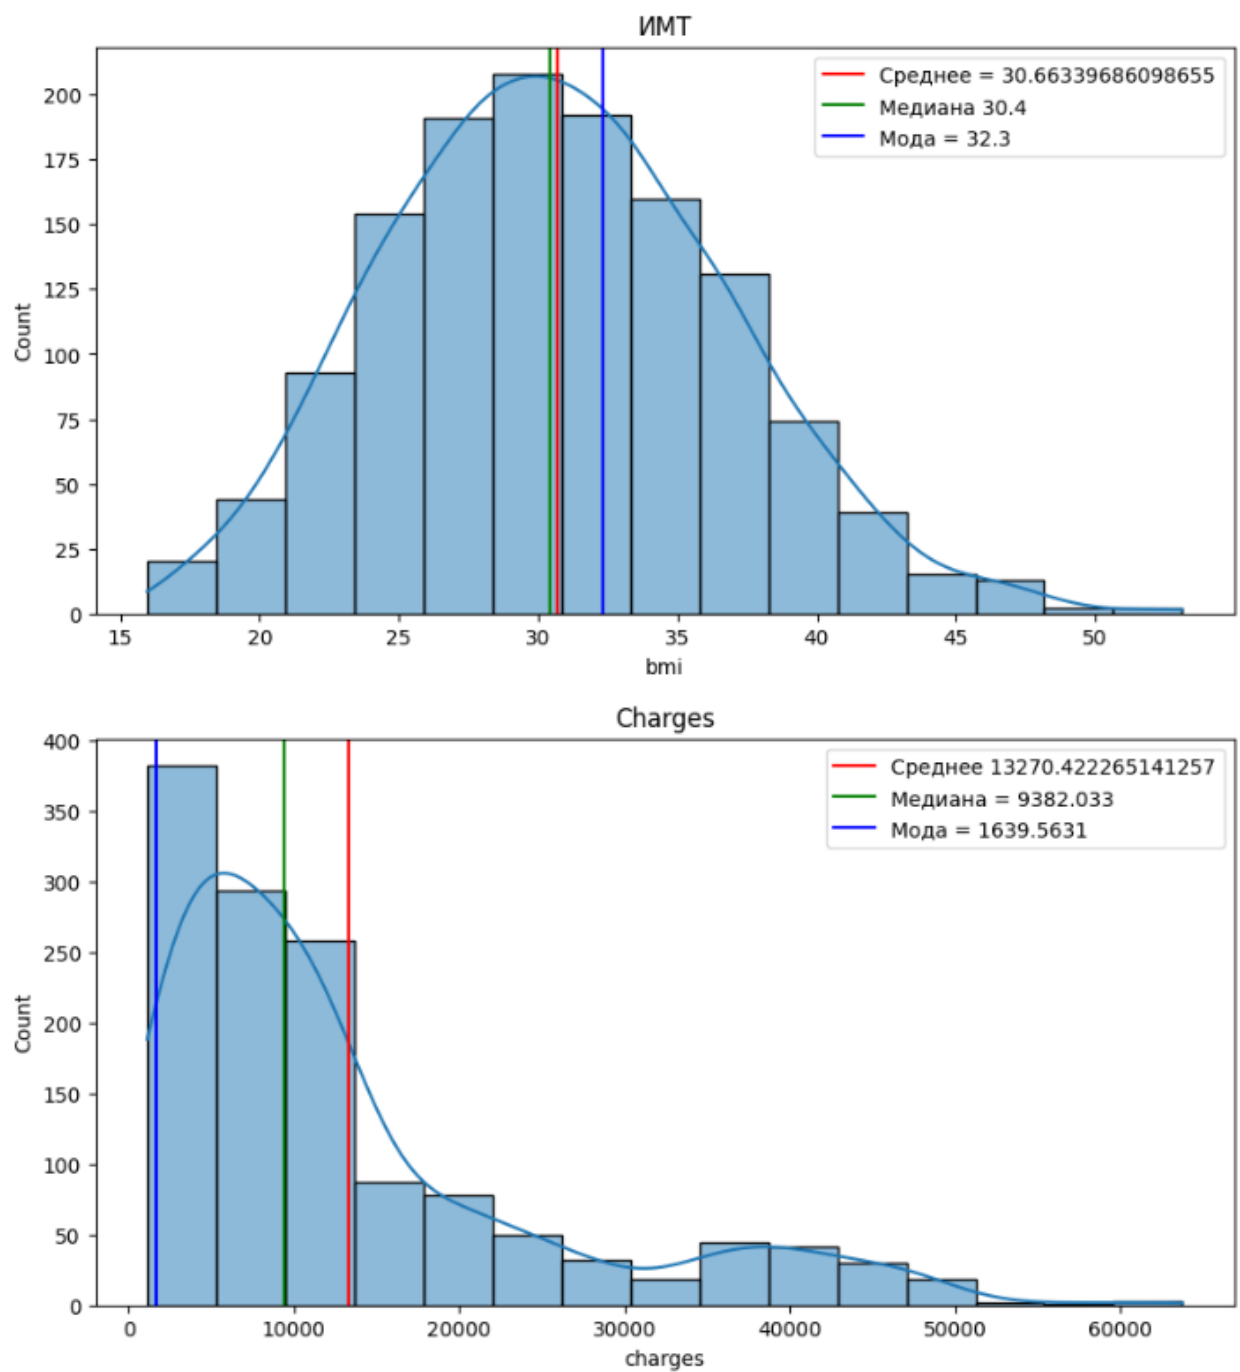 ИМТ
Среднее = 30.66339686098655
Медиана 30.4
Мода = 32.3
200
175
150
125
100
75
50
25
0
Count
15 20 25 30 35 40 45 50
bmi
Charges
Среднее 13270.422265141257
Медиана = 9382.033
Мода = 1639.5631
400
350
300
250
200
150
100
50
0
Count
0 10000 20000 30000 40000 50000 60000
charges